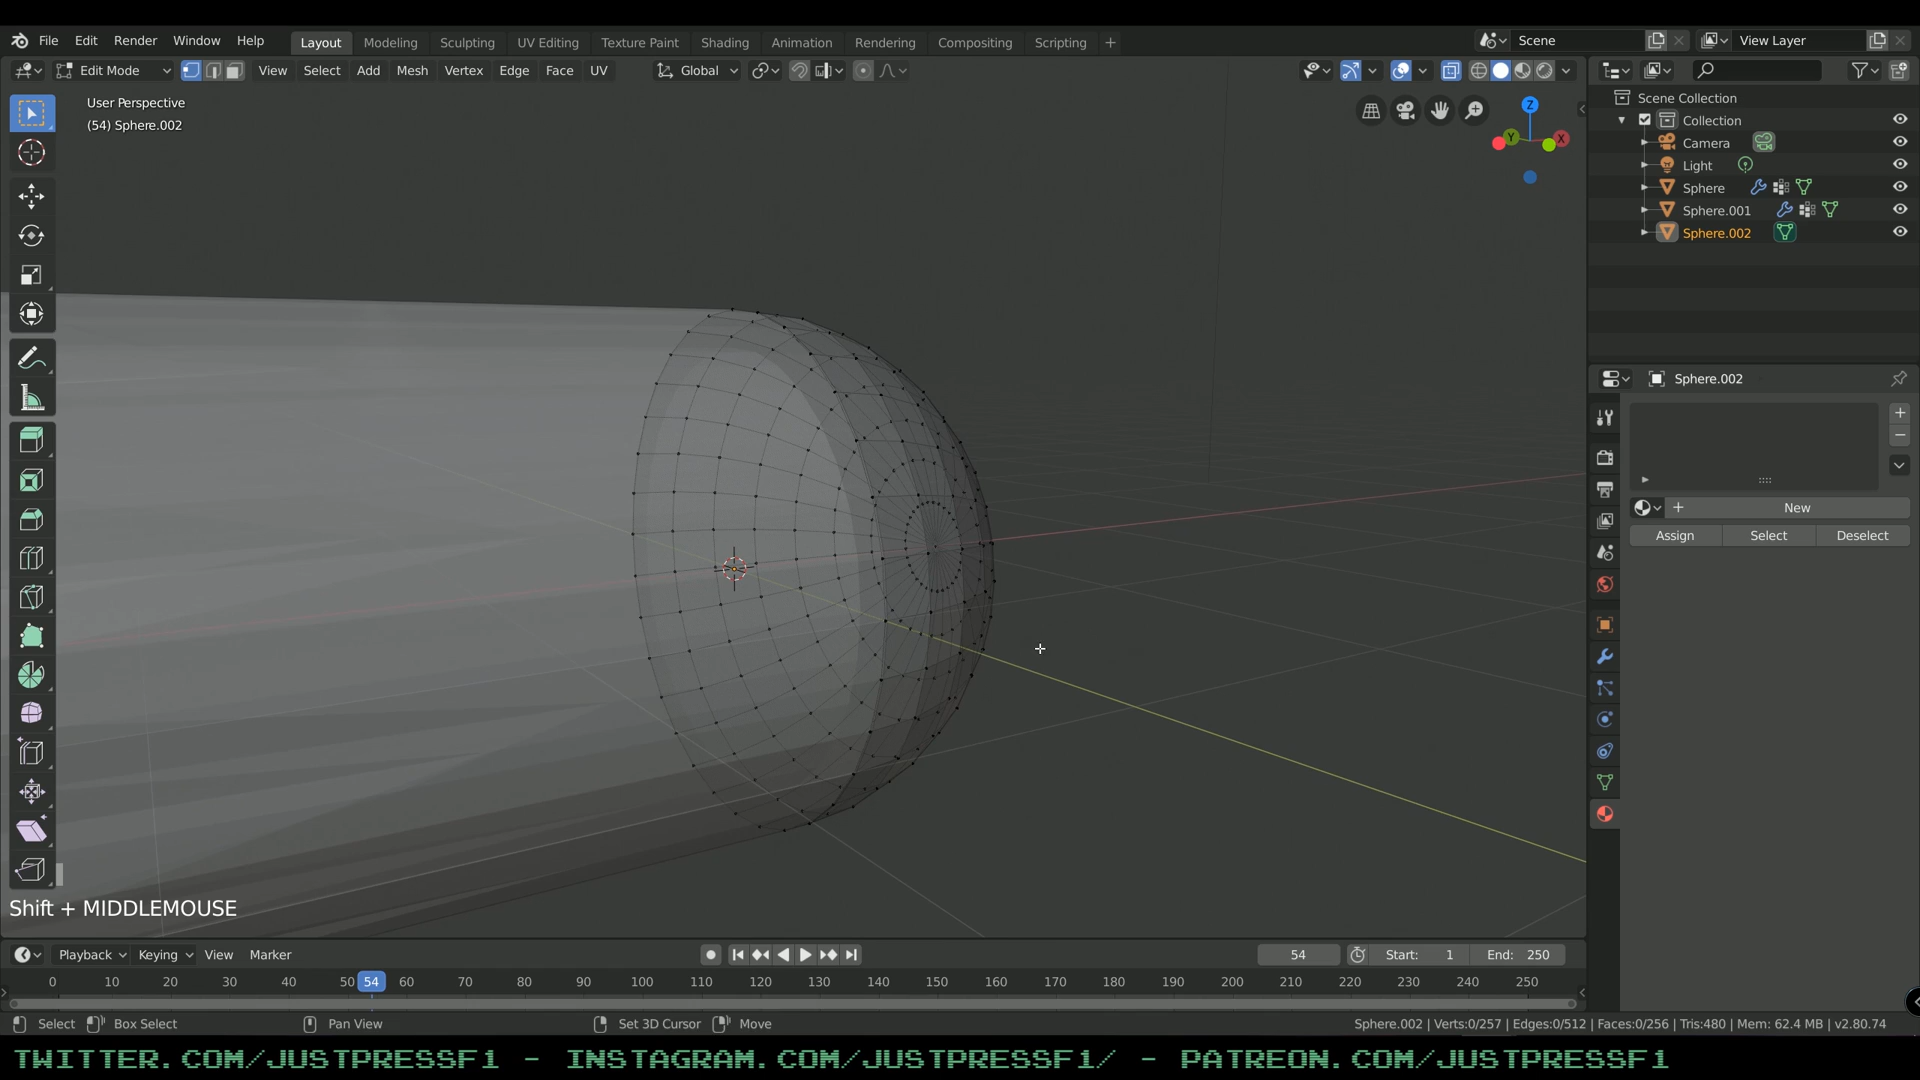 File Edit Render Window Help Layout Modeling Sculpting UV Editing Texture Paint Shading Animation Rendering Compositing Scripting + Scene View Layer
Edit Mode View Select Add Mesh Vertex Edge Face UV Global
User Perspective
(54) Sphere.002
Z
Y
X
Scene Collection
Collection
Camera
Light
Sphere
Sphere.001
Sphere.002
Sphere.002
New
Assign Select Deselect
Shift + MIDDLEMOUSE
Playback Keying View Marker 54 Start: 1 End: 250
0 10 20 30 40 50 54 60 70 80 90 100 110 120 130 140 150 160 170 180 190 200 210 220 230 240 250
Select Box Select Pan View Set 3D Cursor Move Sphere.002 | Verts:0/257 | Edges:0/512 | Faces:0/256 | Tris:480 | Mem: 62.4 MB | v2.80.74
TWITTER.COM/JUSTPRESSF1 - INSTAGRAM.COM/JUSTPRESSF1/ - PATREON.COM/JUSTPRESSF1